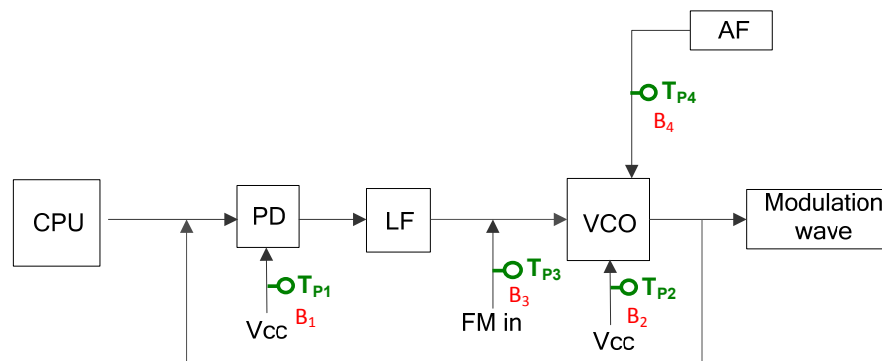 AF
TP4
B4
CPU
PD
LF
VCO
Modulation
wave
TP1
B1
Vcc
TP3
B3
FM in
TP2
B2
Vcc